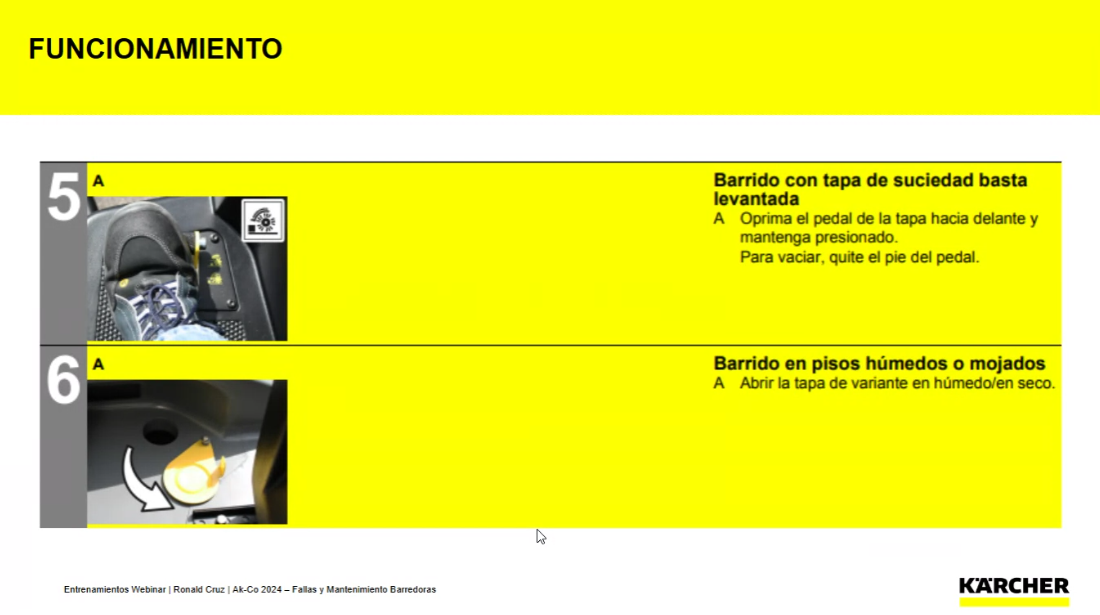 FUNCIONAMIENTO
5
A
Barrido con tapa de suciedad basta
levantada
A Oprima el pedal de la tapa hacia delante y
mantenga presionado.
Para vaciar, quite el pie del pedal.
6
A
Barrido en pisos húmedos o mojados
A Abrir la tapa de variante en húmedo/en seco.
Entrenamientos Webinar | Ronald Cruz | Ak-Co 2024 – Fallas y Mantenimiento Barredoras
KÄRCHER